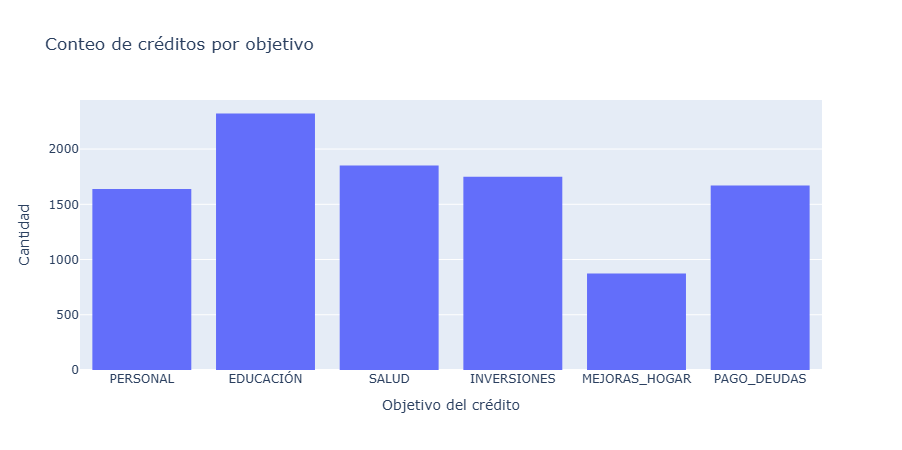 Conteo de créditos por objetivo
Cantidad
2000
1500
1000
500
0
PERSONAL EDUCACIÓN SALUD INVERSIONES MEJORAS_HOGAR PAGO_DEUDAS
Objetivo del crédito